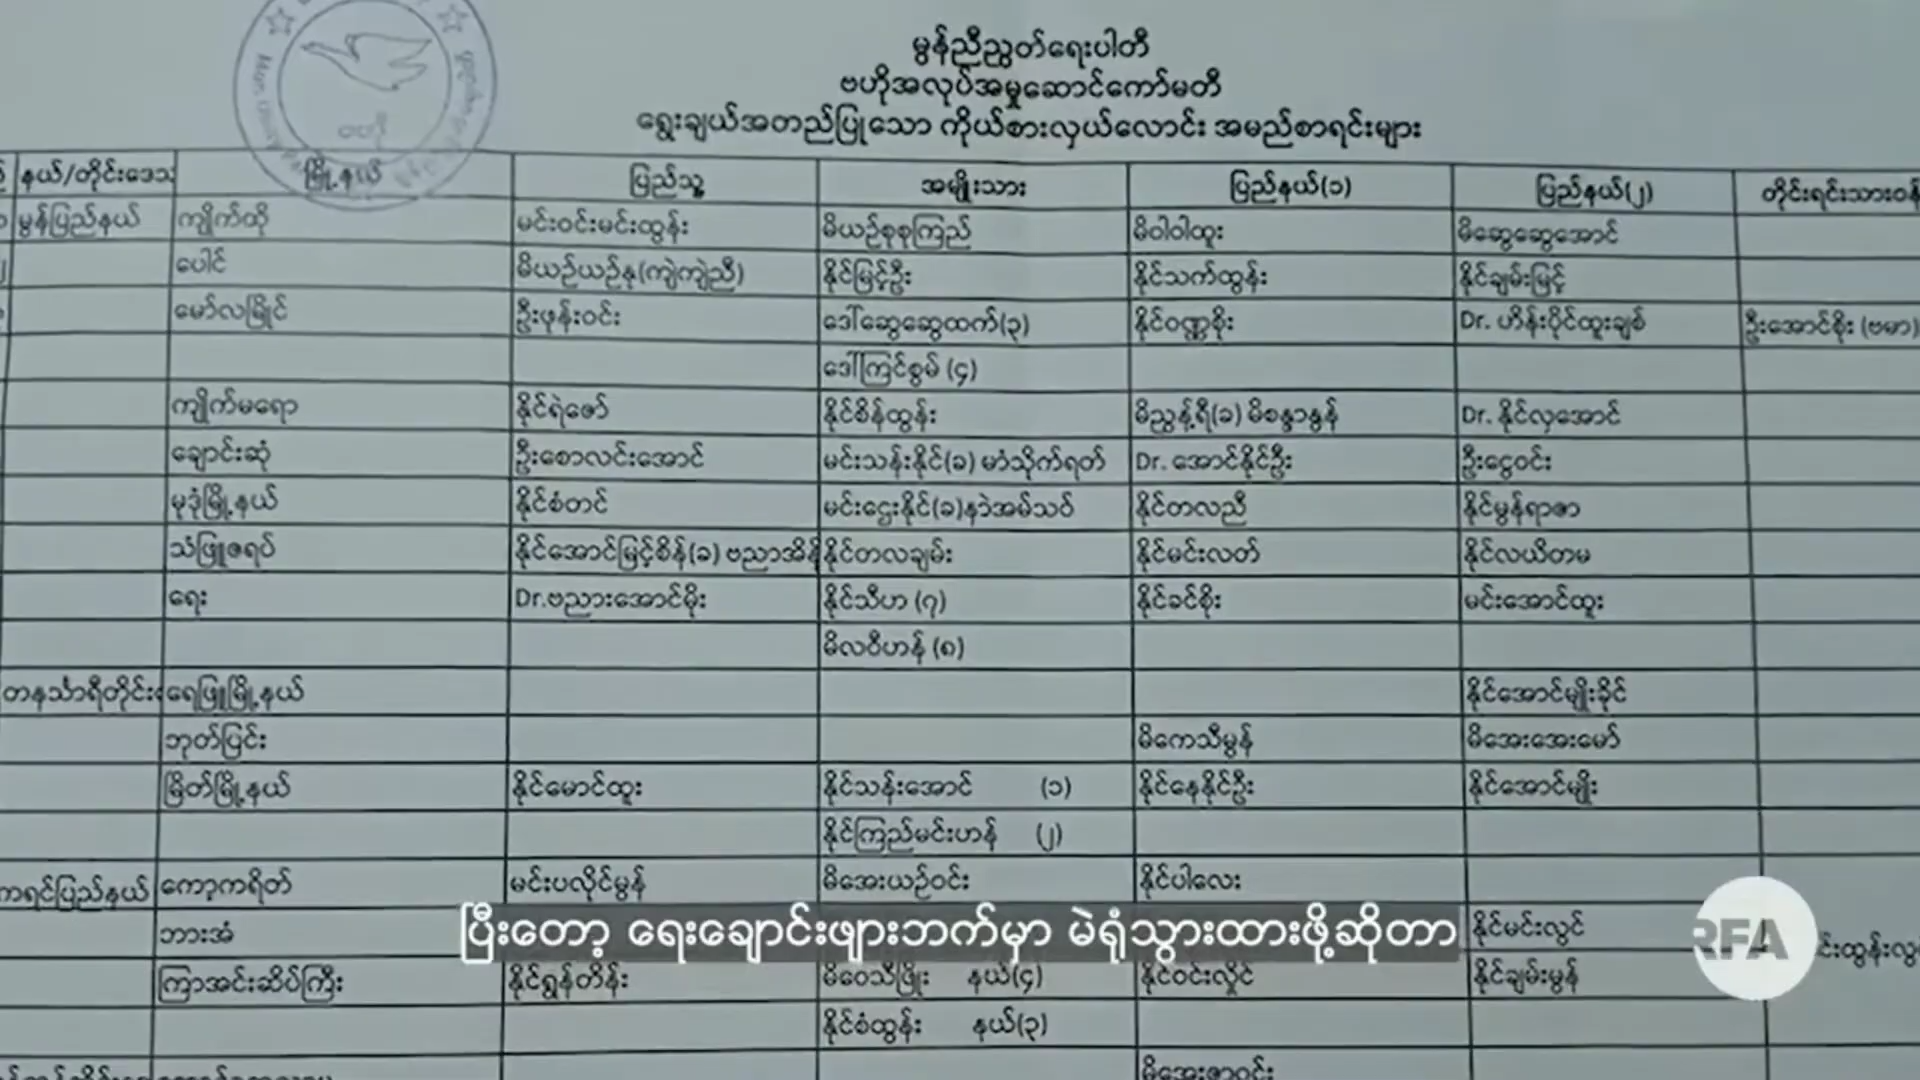 မွန်ညီညွတ်ရေးပါတီ
ဗဟိုအလုပ်အမှုဆောင်ကော်မတီ
ရွေးချယ်အတည်ပြုသော ကိုယ်စားလှယ်လောင်း အမည်စာရင်းများ
နယ်/တိုင်းဒေသ မြို့နယ် ပြည်သူ့ အမျိုးသား ပြည်နယ်(၁) ပြည်နယ်(၂) တိုင်းရင်းသားဝန်
မွန်ပြည်နယ် ကျိုက်ထို မင်းဝင်းမင်းထွန်း မိယဉ်စုစုကြည် မိဝါဝါထူး မိဆွေဆွေအောင်
ပေါင် မိယဉ်ယဉ်နု(ကျဲကျဲညီ) နိုင်မြင့်ဦး နိုင်သက်ထွန်း နိုင်ချမ်းမြင့်
မော်လမြိုင် ဦးဖုန်းဝင်း ဒေါ်ဆွေဆွေထက်(၃) နိုင်ဝဏ္ဏစိုး Dr. ဟိန်းပိုင်ထူးချစ် ဦးအောင်စိုး (ဗမာ)
ဒေါ်ကြင်စွမ် (၄)
ကျိုက်မရော နိုင်ရဲဇော် နိုင်စိန်ထွန်း မိညွန့်ရီ(ခ) မိစန္ဒာနွန် Dr. နိုင်လှအောင်
ချောင်းဆုံ ဦးစောလင်းအောင် မင်းသန်းနိုင်(ခ) မာံသိုက်ရတ် Dr. အောင်နိုင်ဦး ဦးငွေဝင်း
မုဒုံမြို့နယ် နိုင်စံတင် မင်းဌေးနိုင်(ခ)နာဲအမ်သဝ် နိုင်တလညီ နိုင်မွန်ရာဇာ
သံဖြူဇရပ် နိုင်အောင်မြင့်စိန်(ခ) ဗညာအိန် နိုင်တလချမ်း နိုင်မင်းလတ် နိုင်လယိတမ
ရေး Dr.ဗညားအောင်မိုး နိုင်သီဟ (၇) နိုင်ခင်စိုး မင်းအောင်ထူး
မိလဝီဟန် (၈)
တနင်္သာရီတိုင်း ရေဖြူမြို့နယ် နိုင်အောင်မျိုးခိုင်
ဘုတ်ပြင်း မိကေသီမွန် မိအေးအေးမော်
မြိတ်မြို့နယ် နိုင်မောင်ထူး နိုင်သန်းအောင် (၁) နိုင်နေနိုင်ဦး နိုင်အောင်မျိုး
နိုင်ကြည်မင်းဟန် (၂)
ကရင်ပြည်နယ် ကော့ကရိတ် မင်းပလိုင်မွန် မိအေးယဉ်ဝင်း နိုင်ပါလေး
ဘားအံ နိုင်မင်းလွင် င်းထွန်းလွ
ပြီးတော့ ရေးချောင်းဖျားဘက်မှာ မဲရုံသွားထားဖို့ဆိုတာ
RFA
ကြာအင်းဆိပ်ကြီး နိုင်ရွှန်တိန်း မိဝေသီဖြိုး နယ်(၄) နိုင်ဝင်းလှိုင် နိုင်ချမ်းမွန်
နိုင်စံထွန်း နယ်(၃)
မိအေးဇာဝင်း